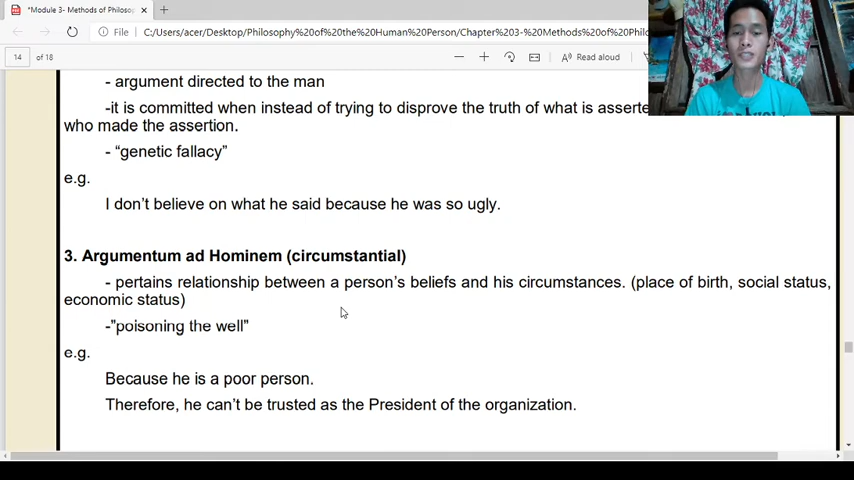 *Module 3- Methods of Philosop
File
C:/Users/acer/Desktop/Philosophy%20of%20the%20Human%20Person/Chapter%203-%20Methods%20of%20Phil
14 of 18
Read aloud
- argument directed to the man
-it is committed when instead of trying to disprove the truth of what is asserte
who made the assertion.
- “genetic fallacy”
e.g.
I don’t believe on what he said because he was so ugly.
3. Argumentum ad Hominem (circumstantial)
- pertains relationship between a person’s beliefs and his circumstances. (place of birth, social status,
economic status)
-"poisoning the well”
e.g.
Because he is a poor person.
Therefore, he can’t be trusted as the President of the organization.